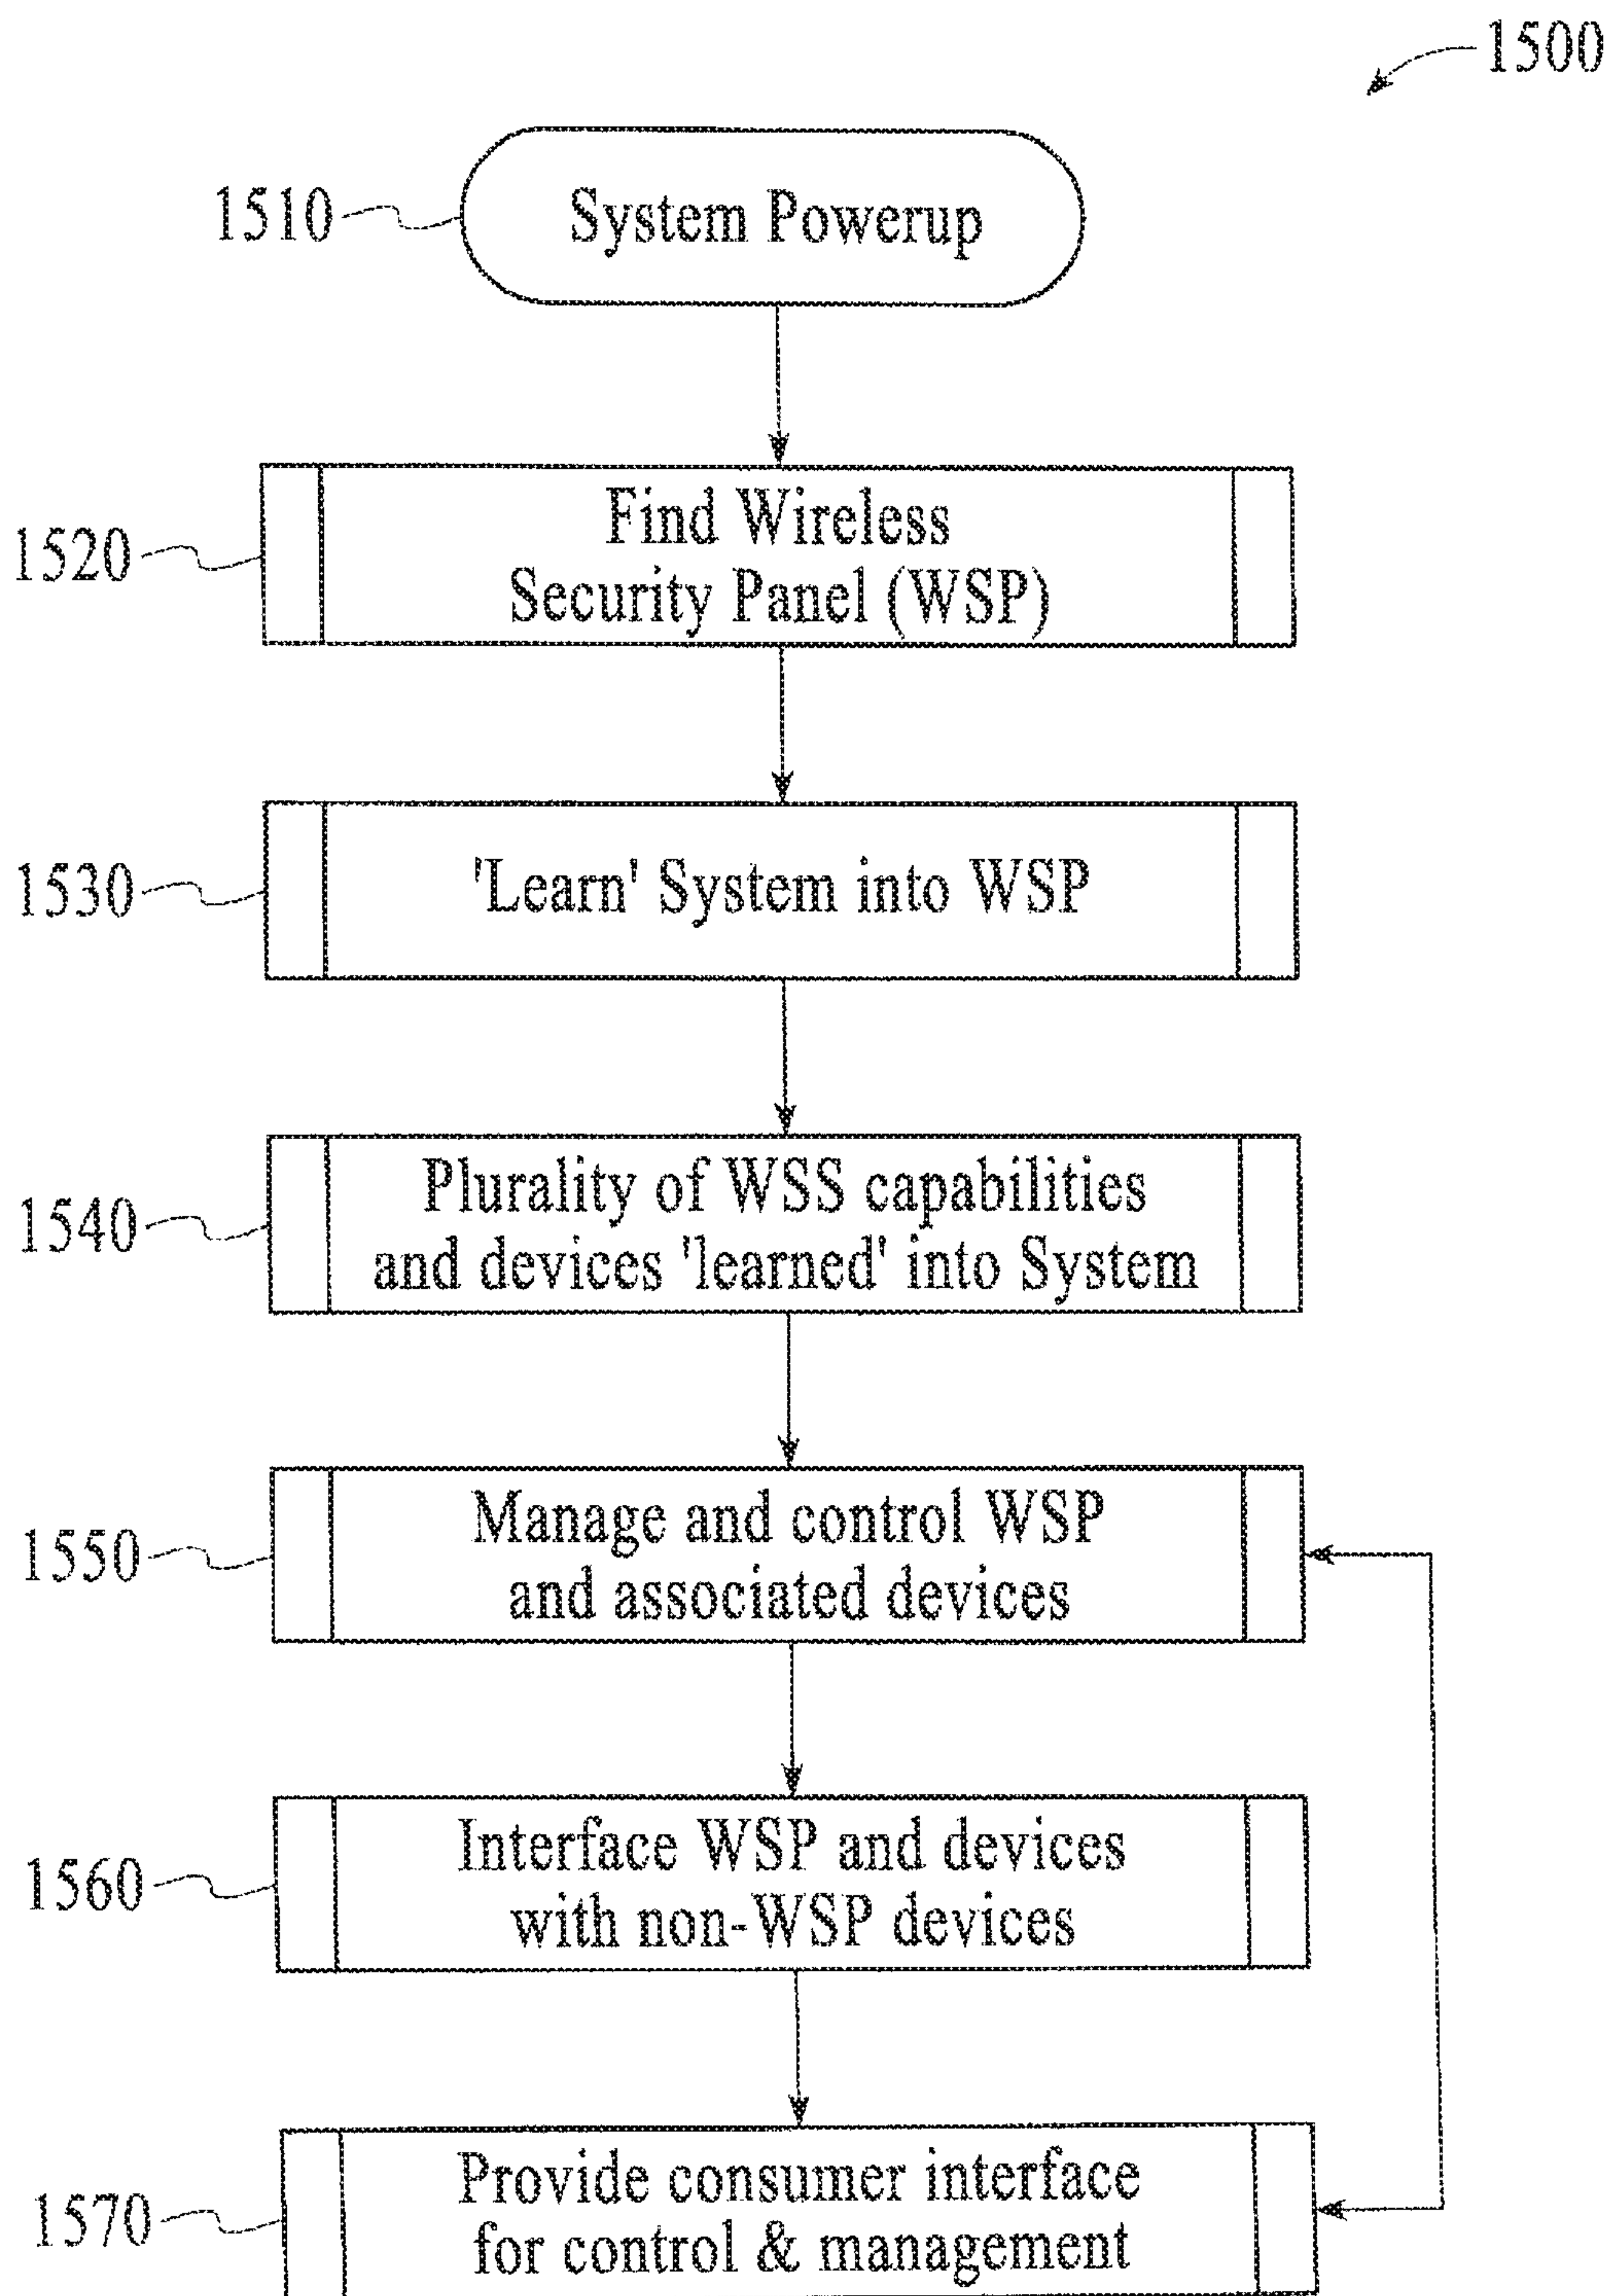 1500
1510
System Powerup
1520
Find Wireless
Security Panel (WSP)
1530
'Learn' System into WSP
1540
Plurality of WSS capabilities
and devices 'learned' into System
1550
Manage and control WSP
and associated devices
1560
Interface WSP and devices
with non-WSP devices
1570
Provide consumer interface
for control & management